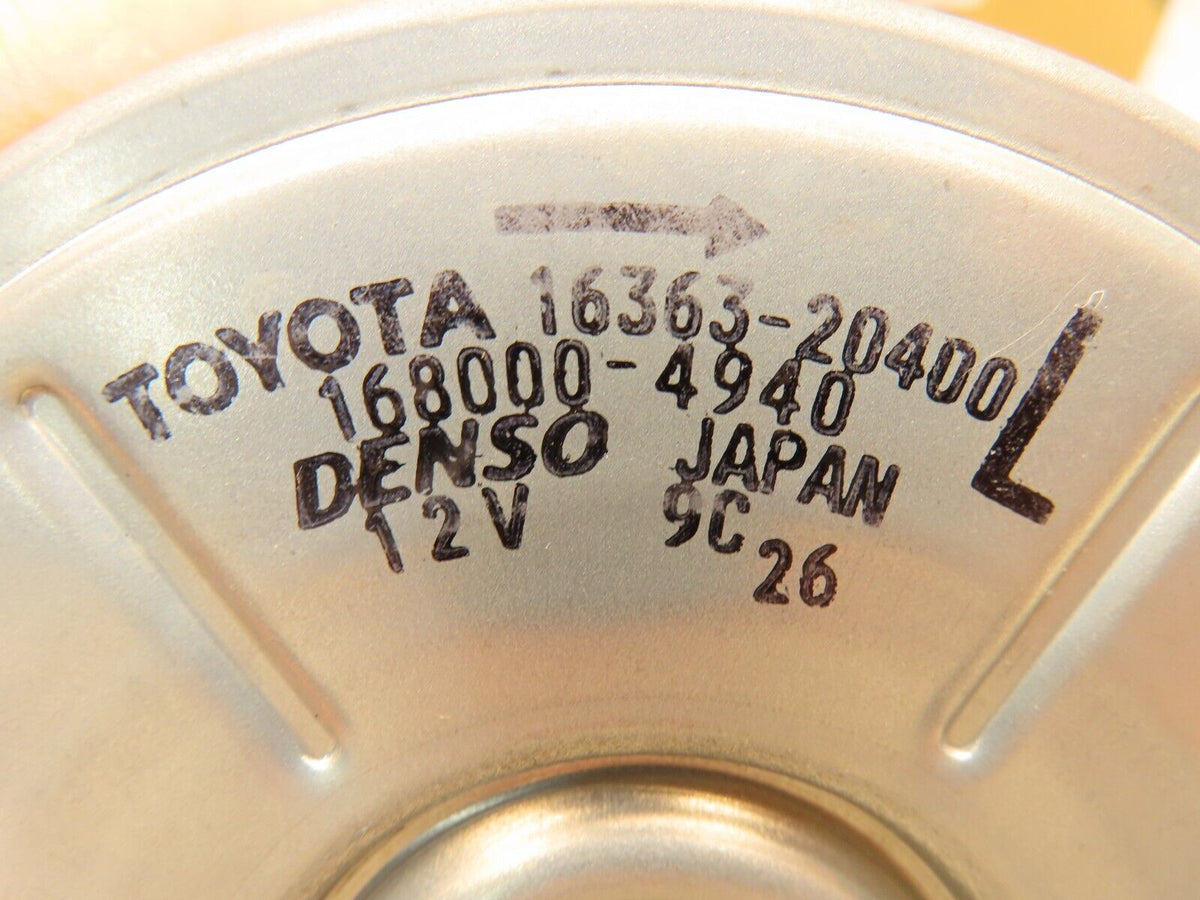 TOYOTA 16363-20400 L
168000-4940
DENSO JAPAN
12V 9C
26